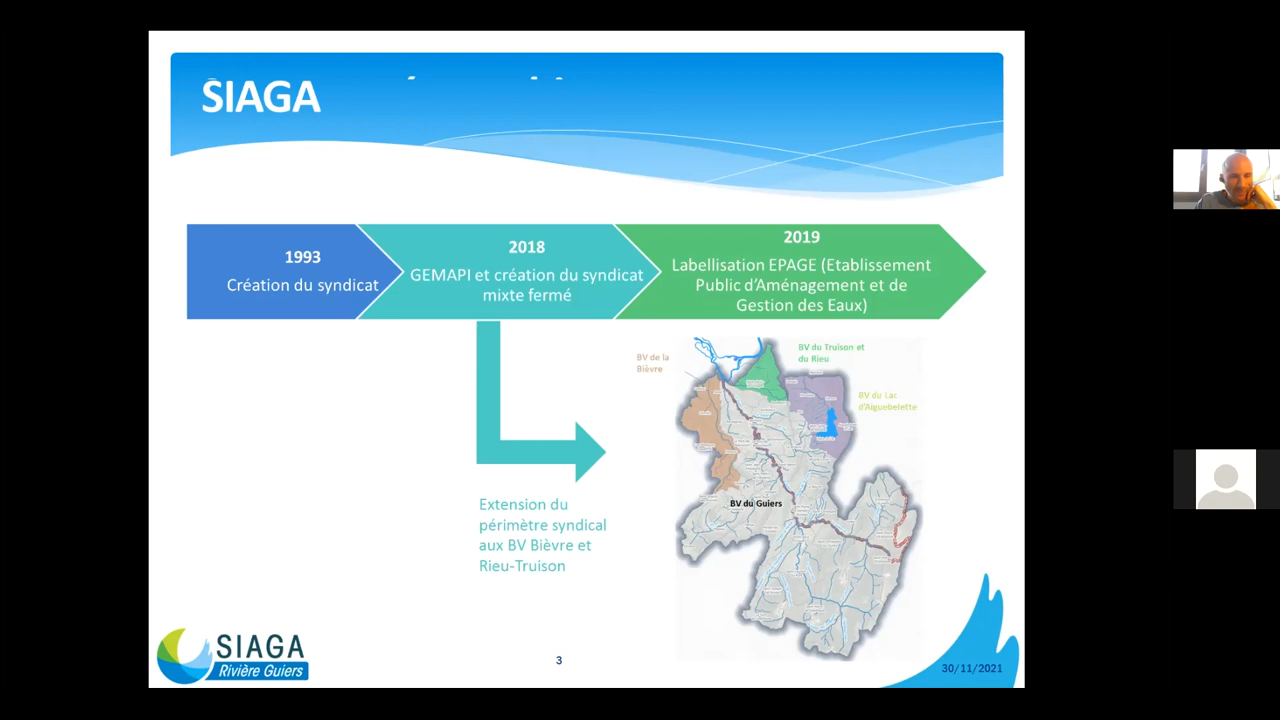 SIAGA
1993
Création du syndicat
2018
GEMAPI et création du syndicat
mixte fermé
2019
Labellisation EPAGE (Etablissement
Public d'Aménagement et de
Gestion des Eaux)
BV de la
Bièvre
BV du Truison et
du Rieu
BV du Lac
d'Aiguebelette
BV du Guiers
Extension du
périmètre syndical
aux BV Bièvre et
Rieu-Truison
SIAGA
Rivière Guiers
3
30/11/2021